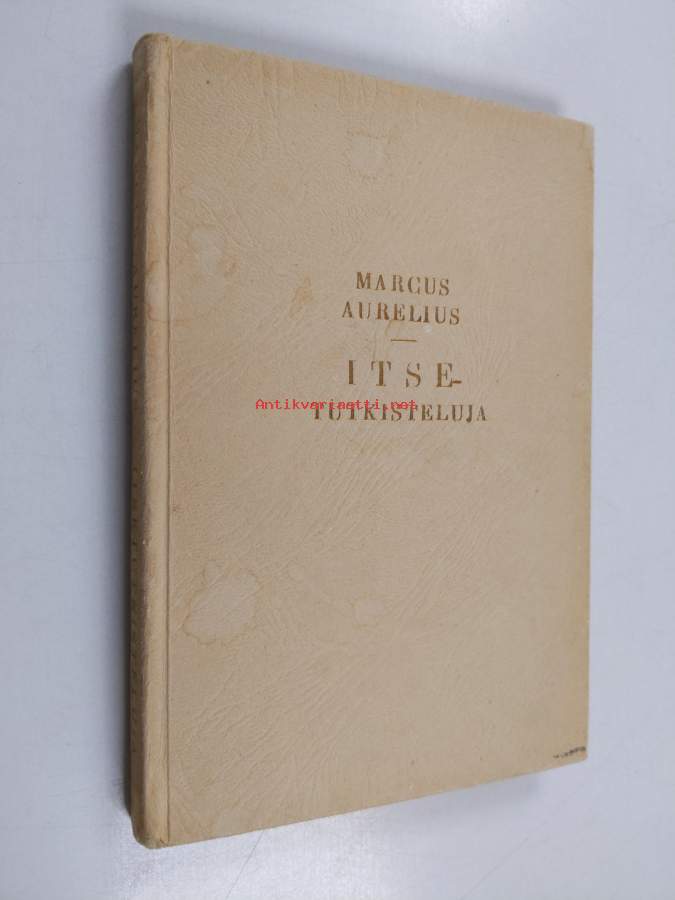 MARCUS
AURELIUS
ITSE-
Antikvariaatti.net
TUTKISTELUJA